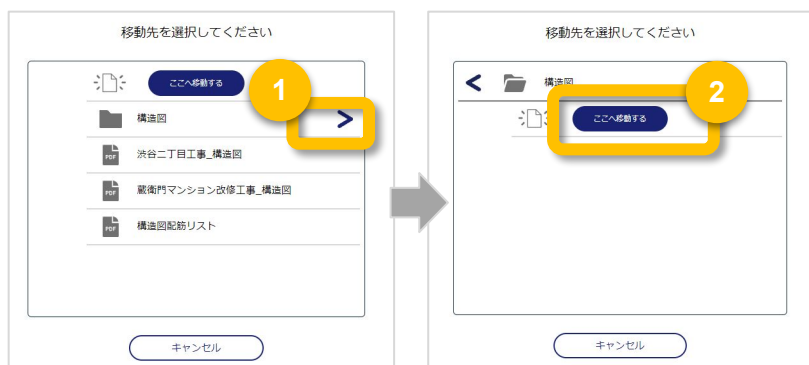 移動先を選択してください
ここへ移動する
1
構造図
PDF 渋谷二丁目工事_構造図
PDF 蔵衛門マンション改修工事_構造図
PDF 構造図配筋リスト
キャンセル
移動先を選択してください
構造図
2
ここへ移動する
キャンセル